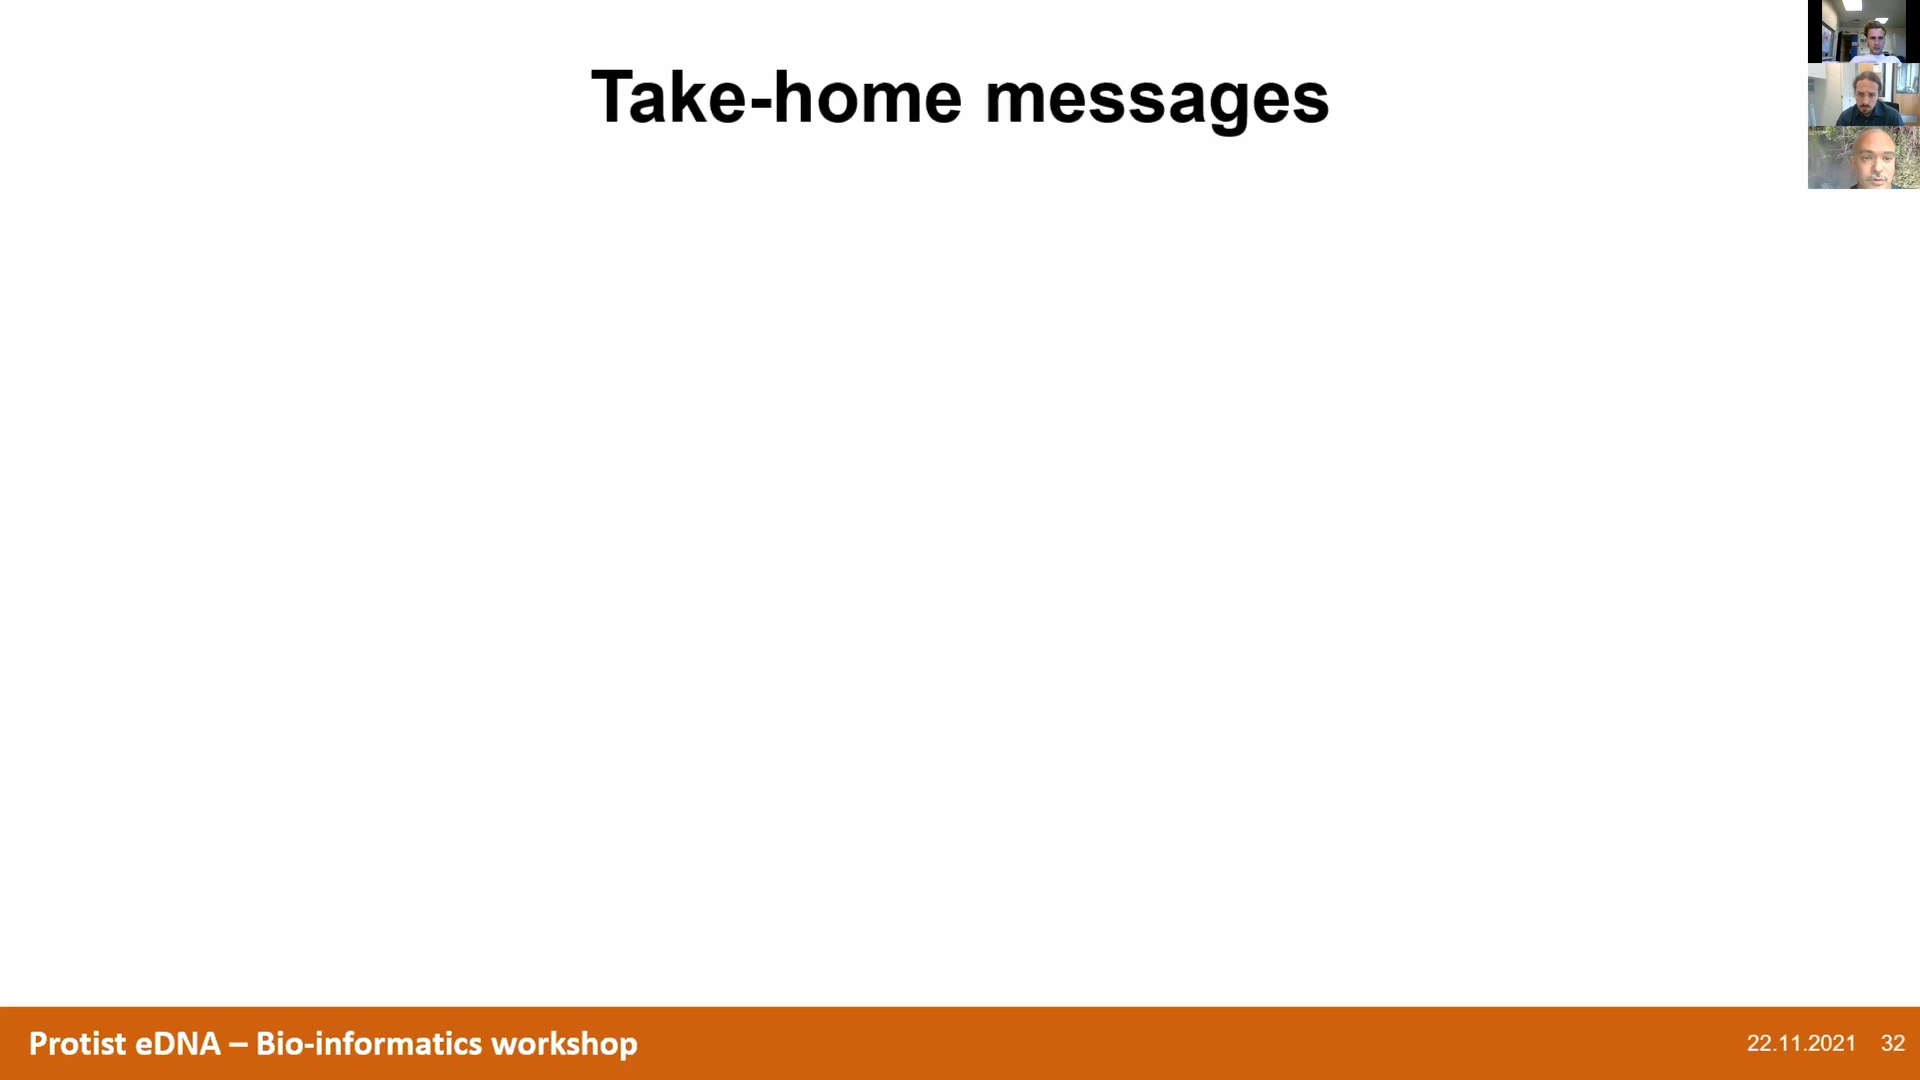 Take-home messages
Protist eDNA – Bio-informatics workshop
22.11.2021 32